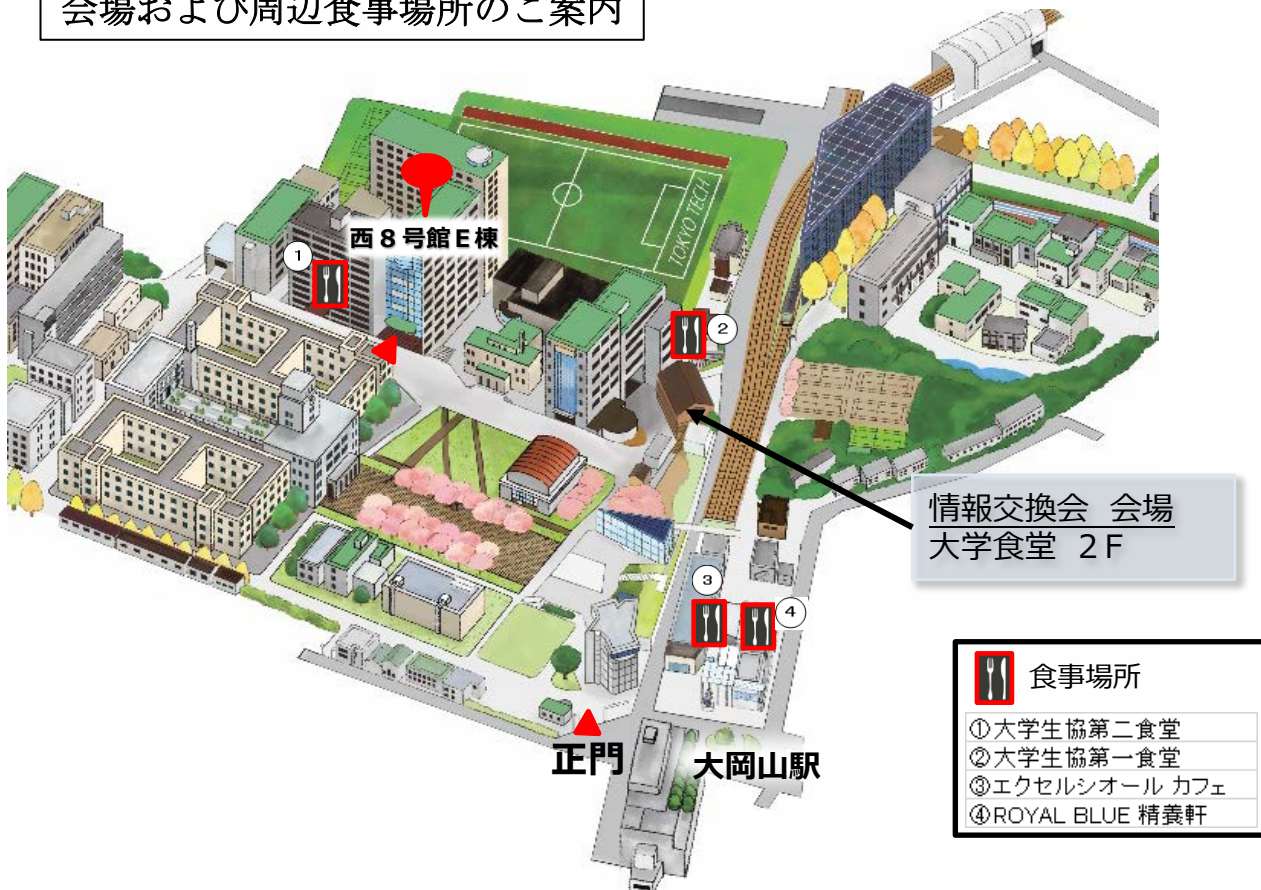 会場および周辺食事場所のご案内
TOKYO TECH
西８号館Ｅ棟
①
②
情報交換会 会場
大学食堂 ２Ｆ
③
④
食事場所
①大学生協第二食堂
②大学生協第一食堂
③エクセルシオール カフェ
④ROYAL BLUE 精養軒
正門
大岡山駅